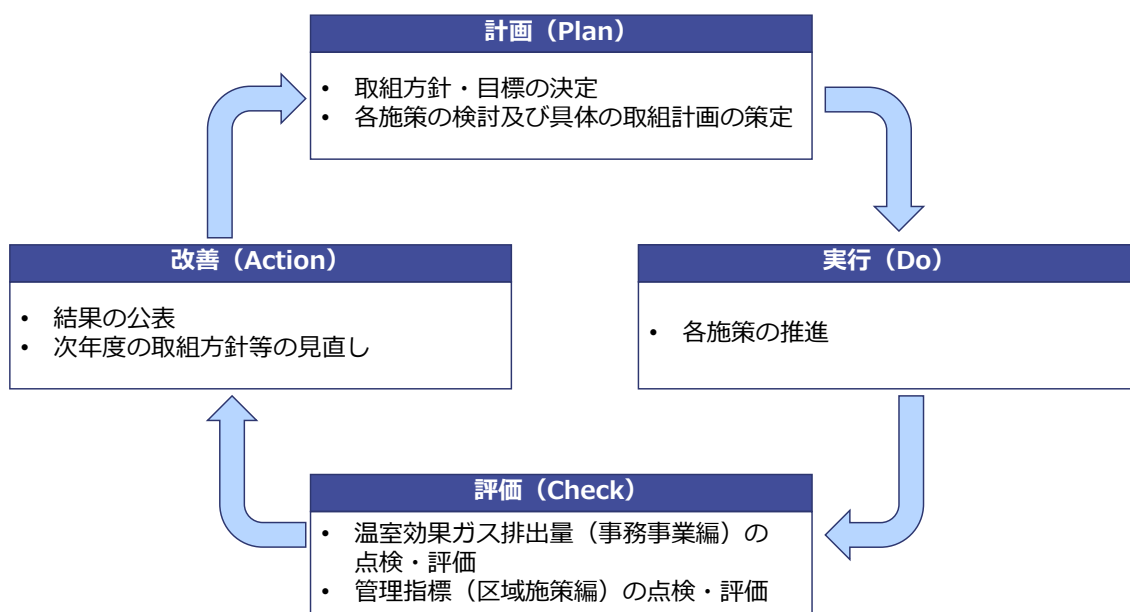 計画（Plan）
• 取組方針・目標の決定
• 各施策の検討及び具体の取組計画の策定
実行（Do）
• 各施策の推進
評価（Check）
• 温室効果ガス排出量（事務事業編）の
点検・評価
• 管理指標（区域施策編）の点検・評価
改善（Action）
• 結果の公表
• 次年度の取組方針等の見直し